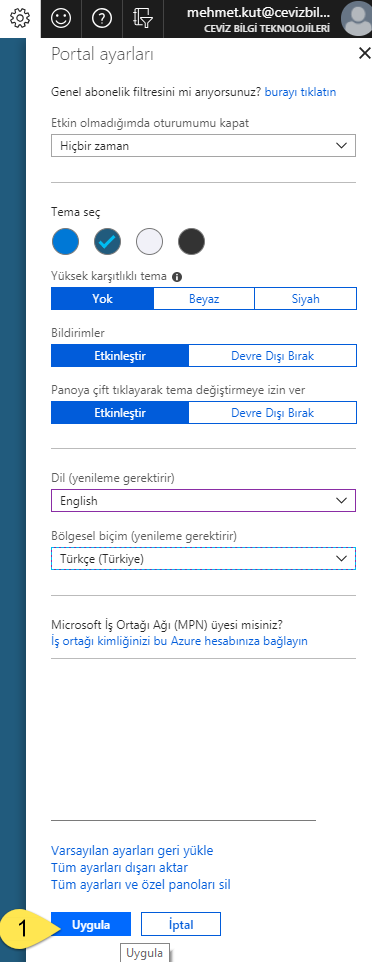 mehmet.kut@cevizbil...
CEVİZ BİLGİ TEKNOLOJİLERİ
Portal ayarları
Genel abonelik filtresini mi arıyorsunuz? burayı tıklatın
Etkin olmadığımda oturumumu kapat
Hiçbir zaman
Tema seç
Yüksek karşıtlıklı tema
Yok Beyaz Siyah
Bildirimler
Etkinleştir Devre Dışı Bırak
Panoya çift tıklayarak tema değiştirmeye izin ver
Etkinleştir Devre Dışı Bırak
Dil (yenileme gerektirir)
English
Bölgesel biçim (yenileme gerektirir)
Türkçe (Türkiye)
Microsoft İş Ortağı Ağı (MPN) üyesi misiniz?
İş ortağı kimliğinizi bu Azure hesabınıza bağlayın
Varsayılan ayarları geri yükle
Tüm ayarları dışarı aktar
Tüm ayarları ve özel panoları sil
1 Uygula İptal
Uygula